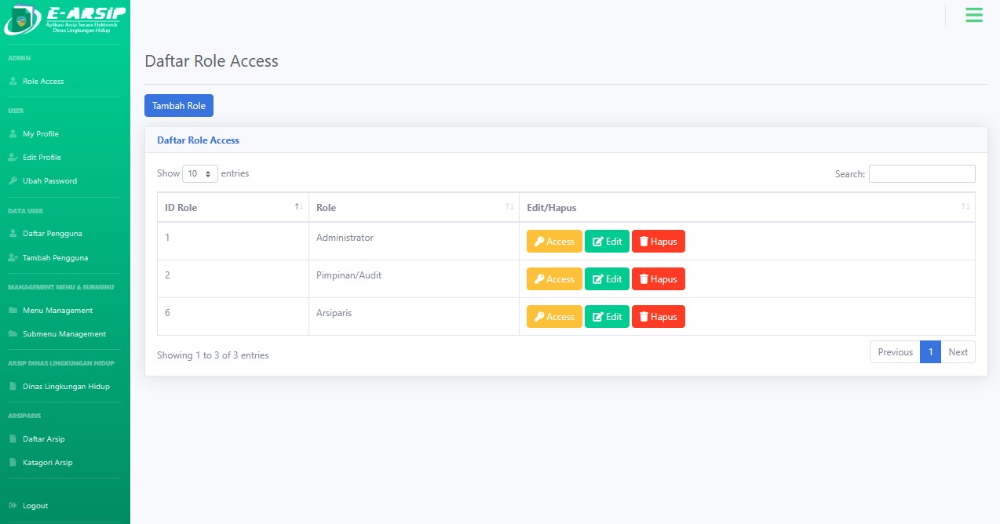 E-ARSIP
Aplikasi Arsip Secara Elektronik
Dinas Lingkungan Hidup
ADMIN
Role Access
USER
My Profile
Edit Profile
Ubah Password
DATA USER
Daftar Pengguna
Tambah Pengguna
MANAGEMENT MENU & SUBMENU
Menu Management
Submenu Management
ARSIP DINAS LINGKUNGAN HIDUP
Dinas Lingkungan Hidup
ARSIPARIS
Daftar Arsip
Katagori Arsip
Logout
Daftar Role Access
Tambah Role
Daftar Role Access
Show 10 entries Search:
ID Role Role Edit/Hapus
1 Administrator Access Edit Hapus
2 Pimpinan/Audit Access Edit Hapus
6 Arsiparis Access Edit Hapus
Showing 1 to 3 of 3 entries Previous 1 Next